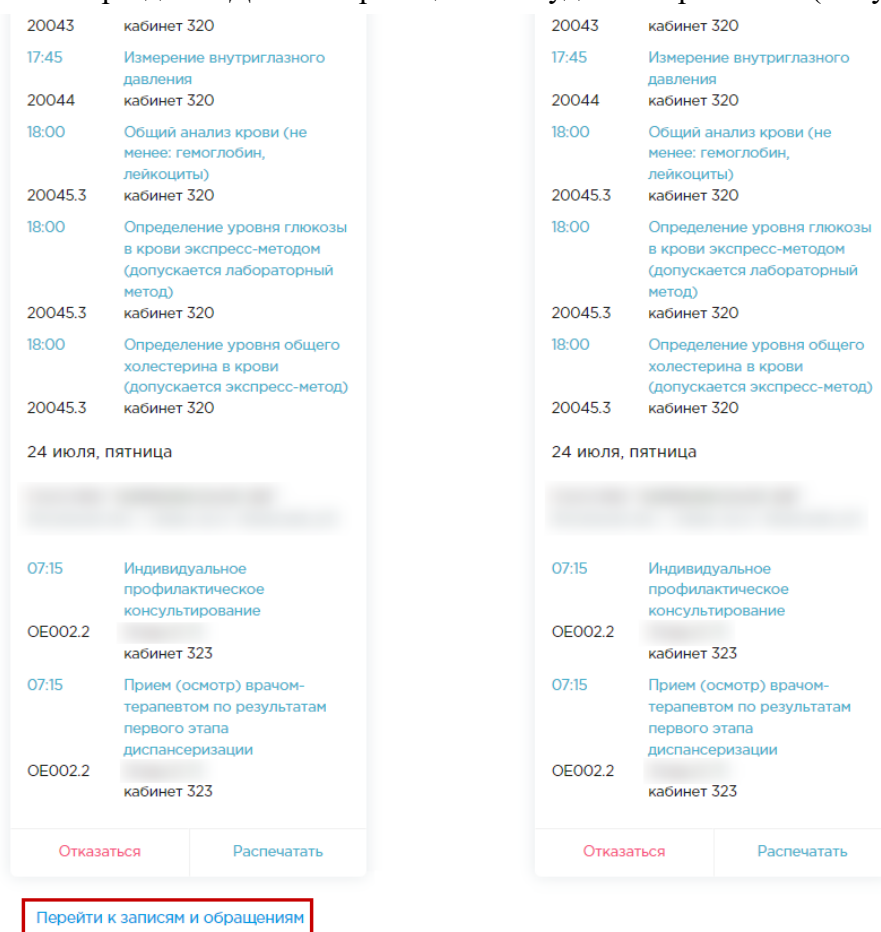 20043 кабинет 320
17:45 Измерение внутриглазного
давления
20044 кабинет 320
18:00 Общий анализ крови (не
менее: гемоглобин,
лейкоциты)
20045.3 кабинет 320
18:00 Определение уровня глюкозы
в крови экспресс-методом
(допускается лабораторный
метод)
20045.3 кабинет 320
18:00 Определение уровня общего
холестерина в крови
(допускается экспресс-метод)
20045.3 кабинет 320
24 июля, пятница
07:15 Индивидуальное
профилактическое
консультирование
OE002.2
кабинет 323
07:15 Прием (осмотр) врачом-
терапевтом по результатам
первого этапа
диспансеризации
OE002.2
кабинет 323
Отказаться Распечатать
Перейти к записям и обращениям
20043 кабинет 320
17:45 Измерение внутриглазного
давления
20044 кабинет 320
18:00 Общий анализ крови (не
менее: гемоглобин,
лейкоциты)
20045.3 кабинет 320
18:00 Определение уровня глюкозы
в крови экспресс-методом
(допускается лабораторный
метод)
20045.3 кабинет 320
18:00 Определение уровня общего
холестерина в крови
(допускается экспресс-метод)
20045.3 кабинет 320
24 июля, пятница
07:15 Индивидуальное
профилактическое
консультирование
OE002.2
кабинет 323
07:15 Прием (осмотр) врачом-
терапевтом по результатам
первого этапа
диспансеризации
OE002.2
кабинет 323
Отказаться Распечатать